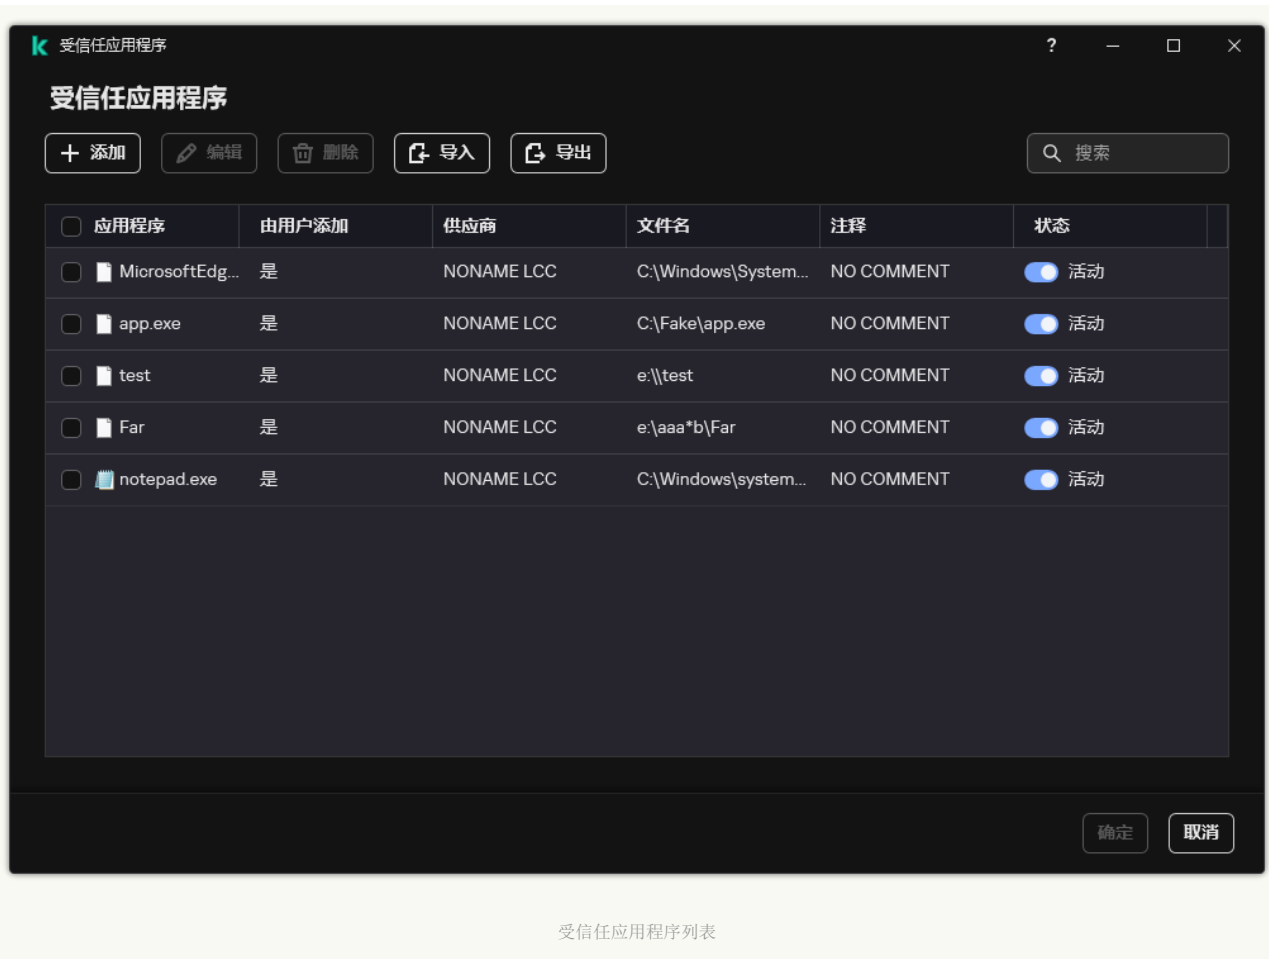 受信任应用程序
?
受信任应用程序
添加 编辑 删除 导入 导出 搜索
应用程序 由用户添加 供应商 文件名 注释 状态
MicrosoftEdg... 是 NONAME LCC C:\Windows\System... NO COMMENT 活动
app.exe 是 NONAME LCC C:\Fake\app.exe NO COMMENT 活动
test 是 NONAME LCC e:\\test NO COMMENT 活动
Far 是 NONAME LCC e:\aaa*b\Far NO COMMENT 活动
notepad.exe 是 NONAME LCC C:\Windows\system... NO COMMENT 活动
确定 取消
受信任应用程序列表